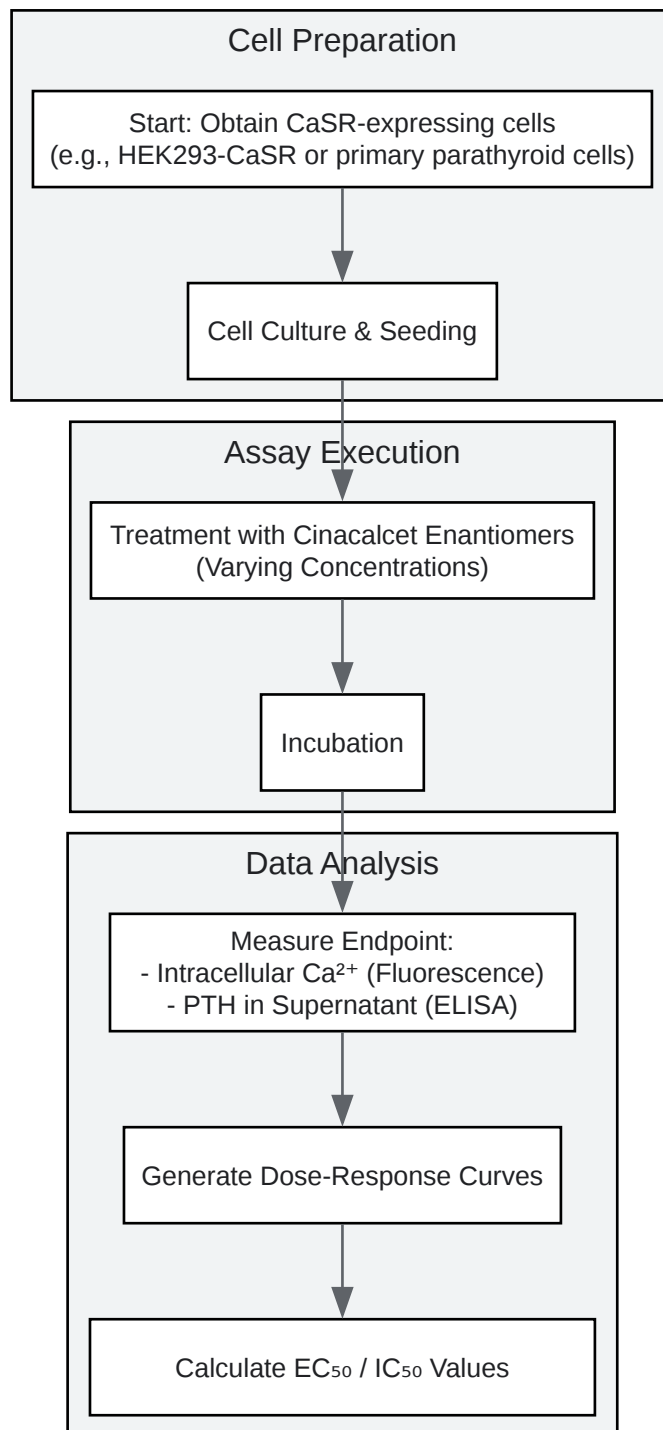 Cell Preparation
Start: Obtain CaSR-expressing cells
(e.g., HEK293-CaSR or primary parathyroid cells)
Cell Culture & Seeding
Assay Execution
Treatment with Cinacalcet Enantiomers
(Varying Concentrations)
Incubation
Data Analysis
Measure Endpoint:
- Intracellular Ca²⁺ (Fluorescence)
- PTH in Supernatant (ELISA)
Generate Dose-Response Curves
Calculate EC₅₀ / IC₅₀ Values